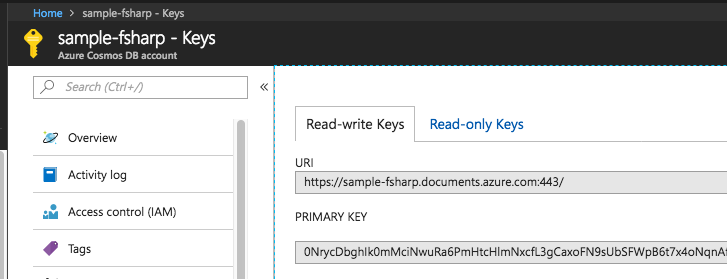 Home > sample-fsharp - Keys
sample-fsharp - Keys
Azure Cosmos DB account
Search (Ctrl+/)
«
Overview
Activity log
Access control (IAM)
Tags
Read-write Keys
Read-only Keys
URI
https://sample-fsharp.documents.azure.com:443/
PRIMARY KEY